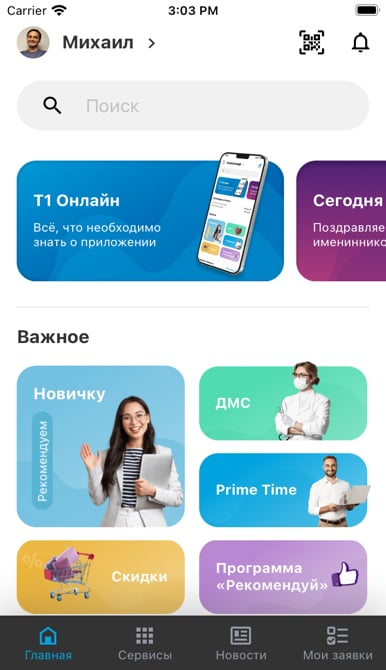 Carrier 3:03 PM
Михаил
Поиск
Т1 Онлайн
Всё, что необходимо
знать о приложении
Сегодня
Поздравляе
имениннико
Важное
Новичку
Рекомендуем
ДМС
Prime Time
%
Скидки
Программа
«Рекомендуй»
Главная
Сервисы
Новости
Мои заявки